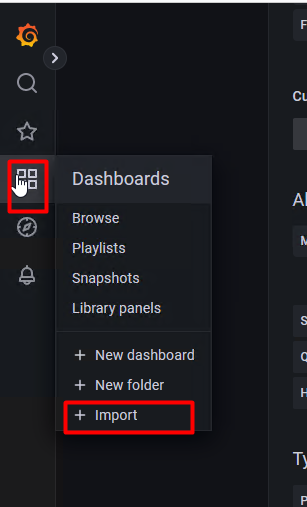 F
Cu
Al
M
S
Q
H
Ty
P
Dashboards
Browse
Playlists
Snapshots
Library panels
+ New dashboard
+ New folder
+ Import